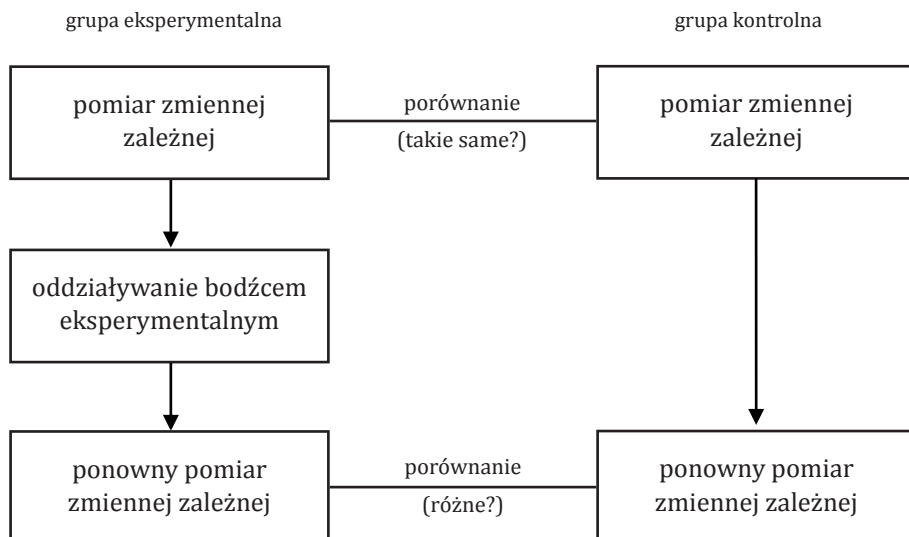 grupa eksperymentalna
grupa kontrolna
pomiar zmiennej
zależnej
porównanie
(takie same?)
pomiar zmiennej
zależnej
oddziaływanie bodźcem
eksperymentalnym
ponowny pomiar
zmiennej zależnej
porównanie
(różne?)
ponowny pomiar
zmiennej zależnej